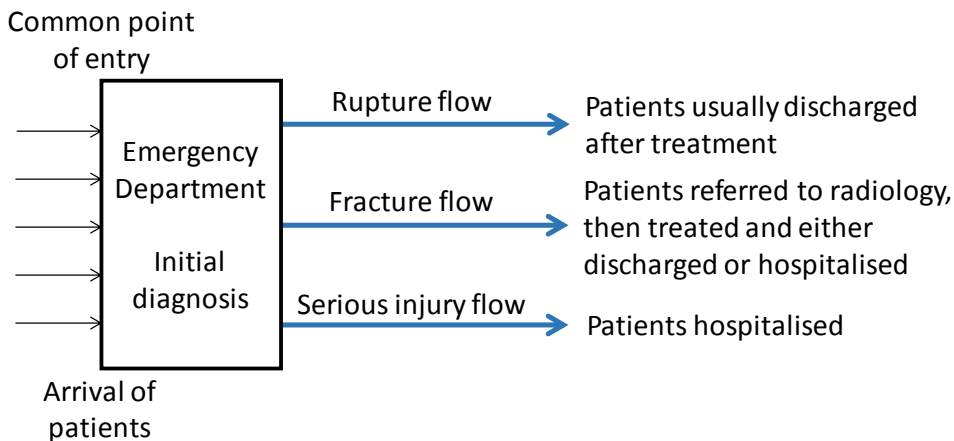 Common point
of entry
Emergency
Department
Initial
diagnosis
Arrival of
patients
Rupture flow
Patients usually discharged
after treatment
Fracture flow
Patients referred to radiology,
then treated and either
discharged or hospitalised
Serious injury flow
Patients hospitalised